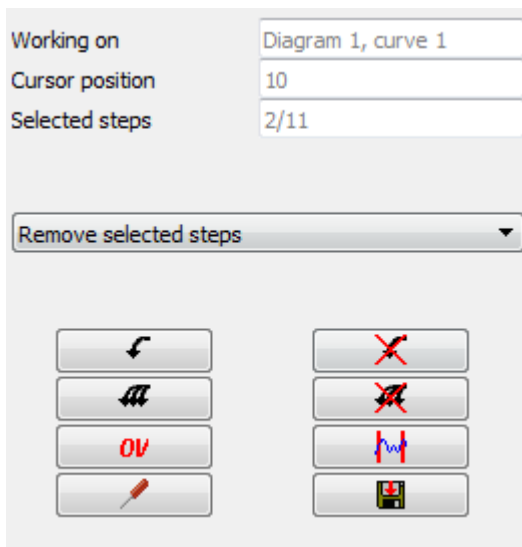 Working on Diagram 1, curve 1
Cursor position 10
Selected steps 2/11
Remove selected steps
OV